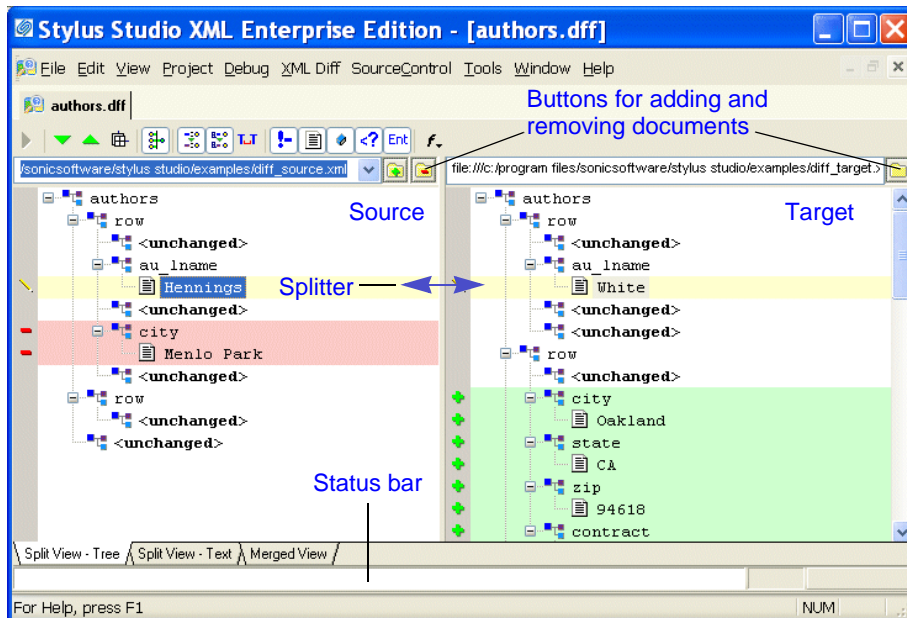 Stylus Studio XML Enterprise Edition - [authors.dff]
File Edit View Project Debug XML Diff SourceControl Tools Window Help
authors.dff
Buttons for adding and
removing documents
T⊔T !- <? Ent f
/sonicsoftware/stylus studio/examples/diff_source.xml
file:///c:/program files/sonicsoftware/stylus studio/examples/diff_target.x
Source
authors
row
<unchanged>
au_lname
Hennings
<unchanged>
city
Menlo Park
<unchanged>
row
<unchanged>
<unchanged>
Splitter
Target
authors
row
<unchanged>
au_lname
White
<unchanged>
<unchanged>
row
<unchanged>
city
Oakland
state
CA
zip
94618
contract
Status bar
Split View - Tree Split View - Text Merged View
For Help, press F1
NUM